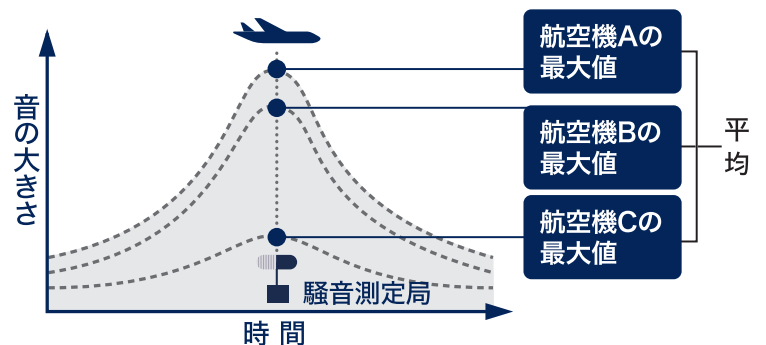 航空機Aの
最大値
航空機Bの
最大値
航空機Cの
最大値
平均
音の大きさ
騒音測定局
時間